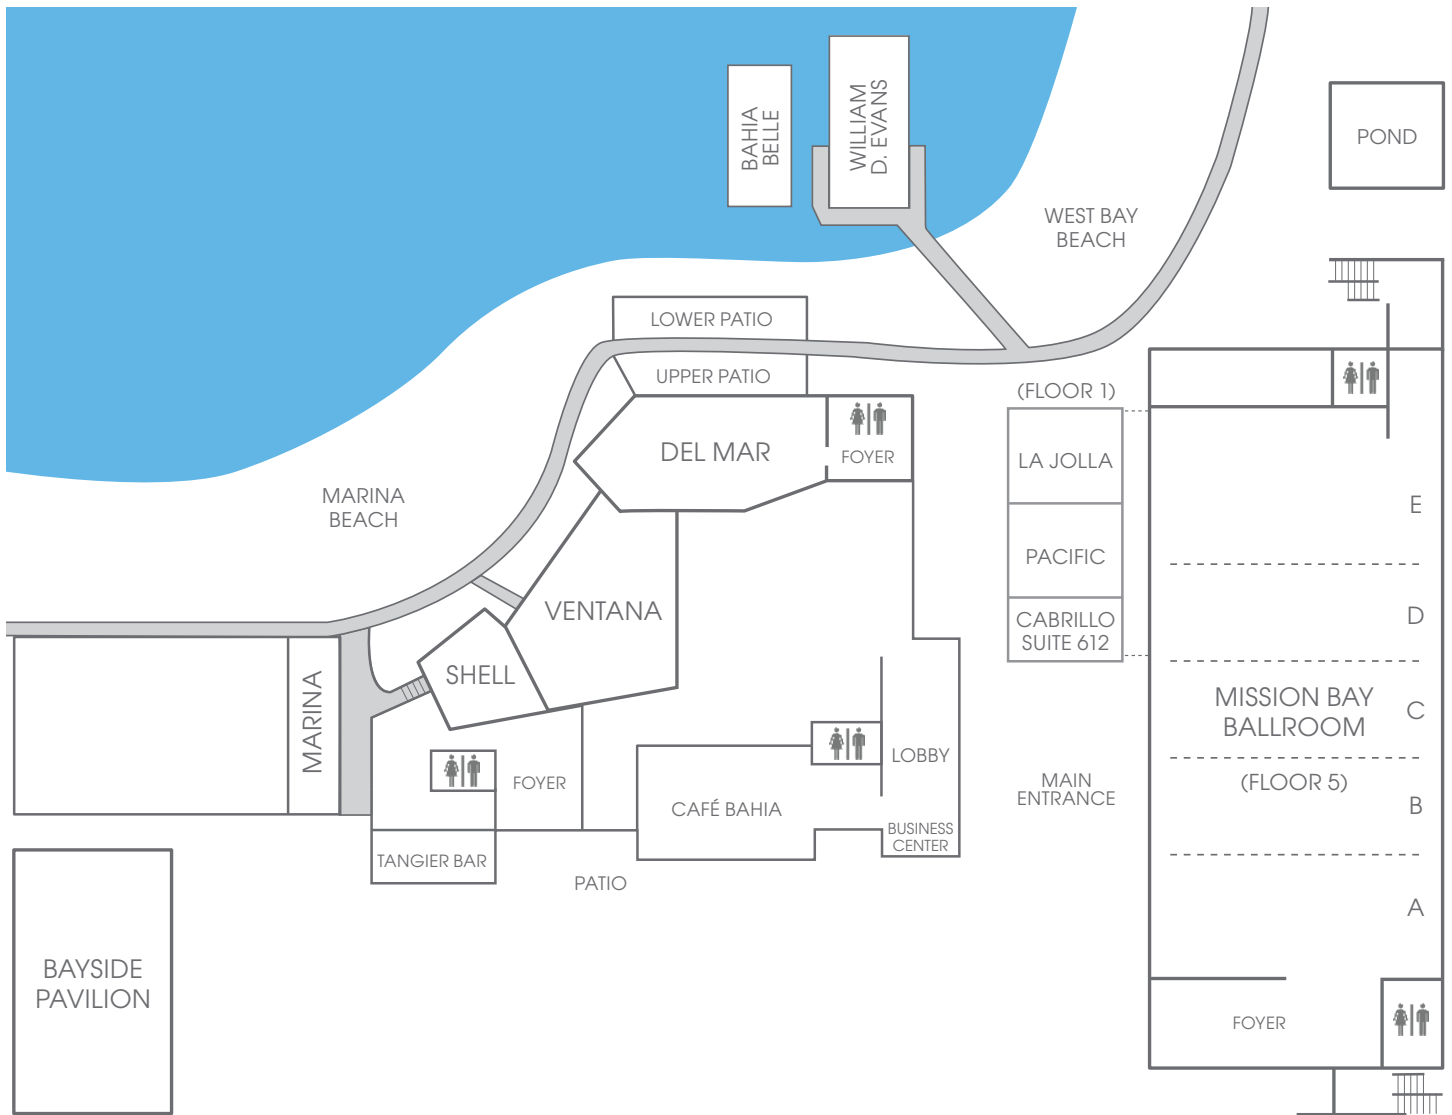 BAHIA
BELLE
WILLIAM
D. EVANS
POND
WEST BAY
BEACH
LOWER PATIO
UPPER PATIO
(FLOOR 1)
DEL MAR
FOYER
LA JOLLA
MARINA
BEACH
E
PACIFIC
VENTANA
CABRILLO
SUITE 612
D
SHELL
MARINA
MISSION BAY
BALLROOM
C
(FLOOR 5)
LOBBY
FOYER
MAIN
ENTRANCE
CAFÉ BAHIA
B
BUSINESS
CENTER
TANGIER BAR
PATIO
A
BAYSIDE
PAVILION
FOYER